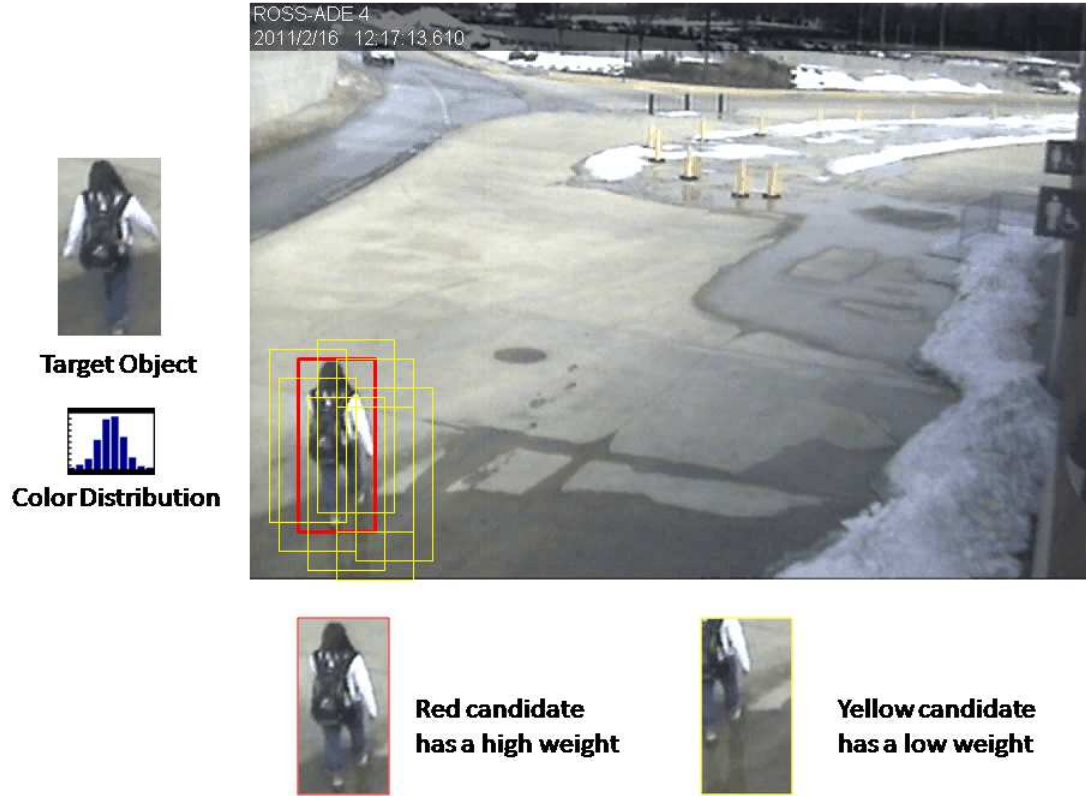 ROSS-ADE 4
2011/2/16 12:17:13.610
Target Object
Color Distribution
Red candidate
has a high weight
Yellow candidate
has a low weight